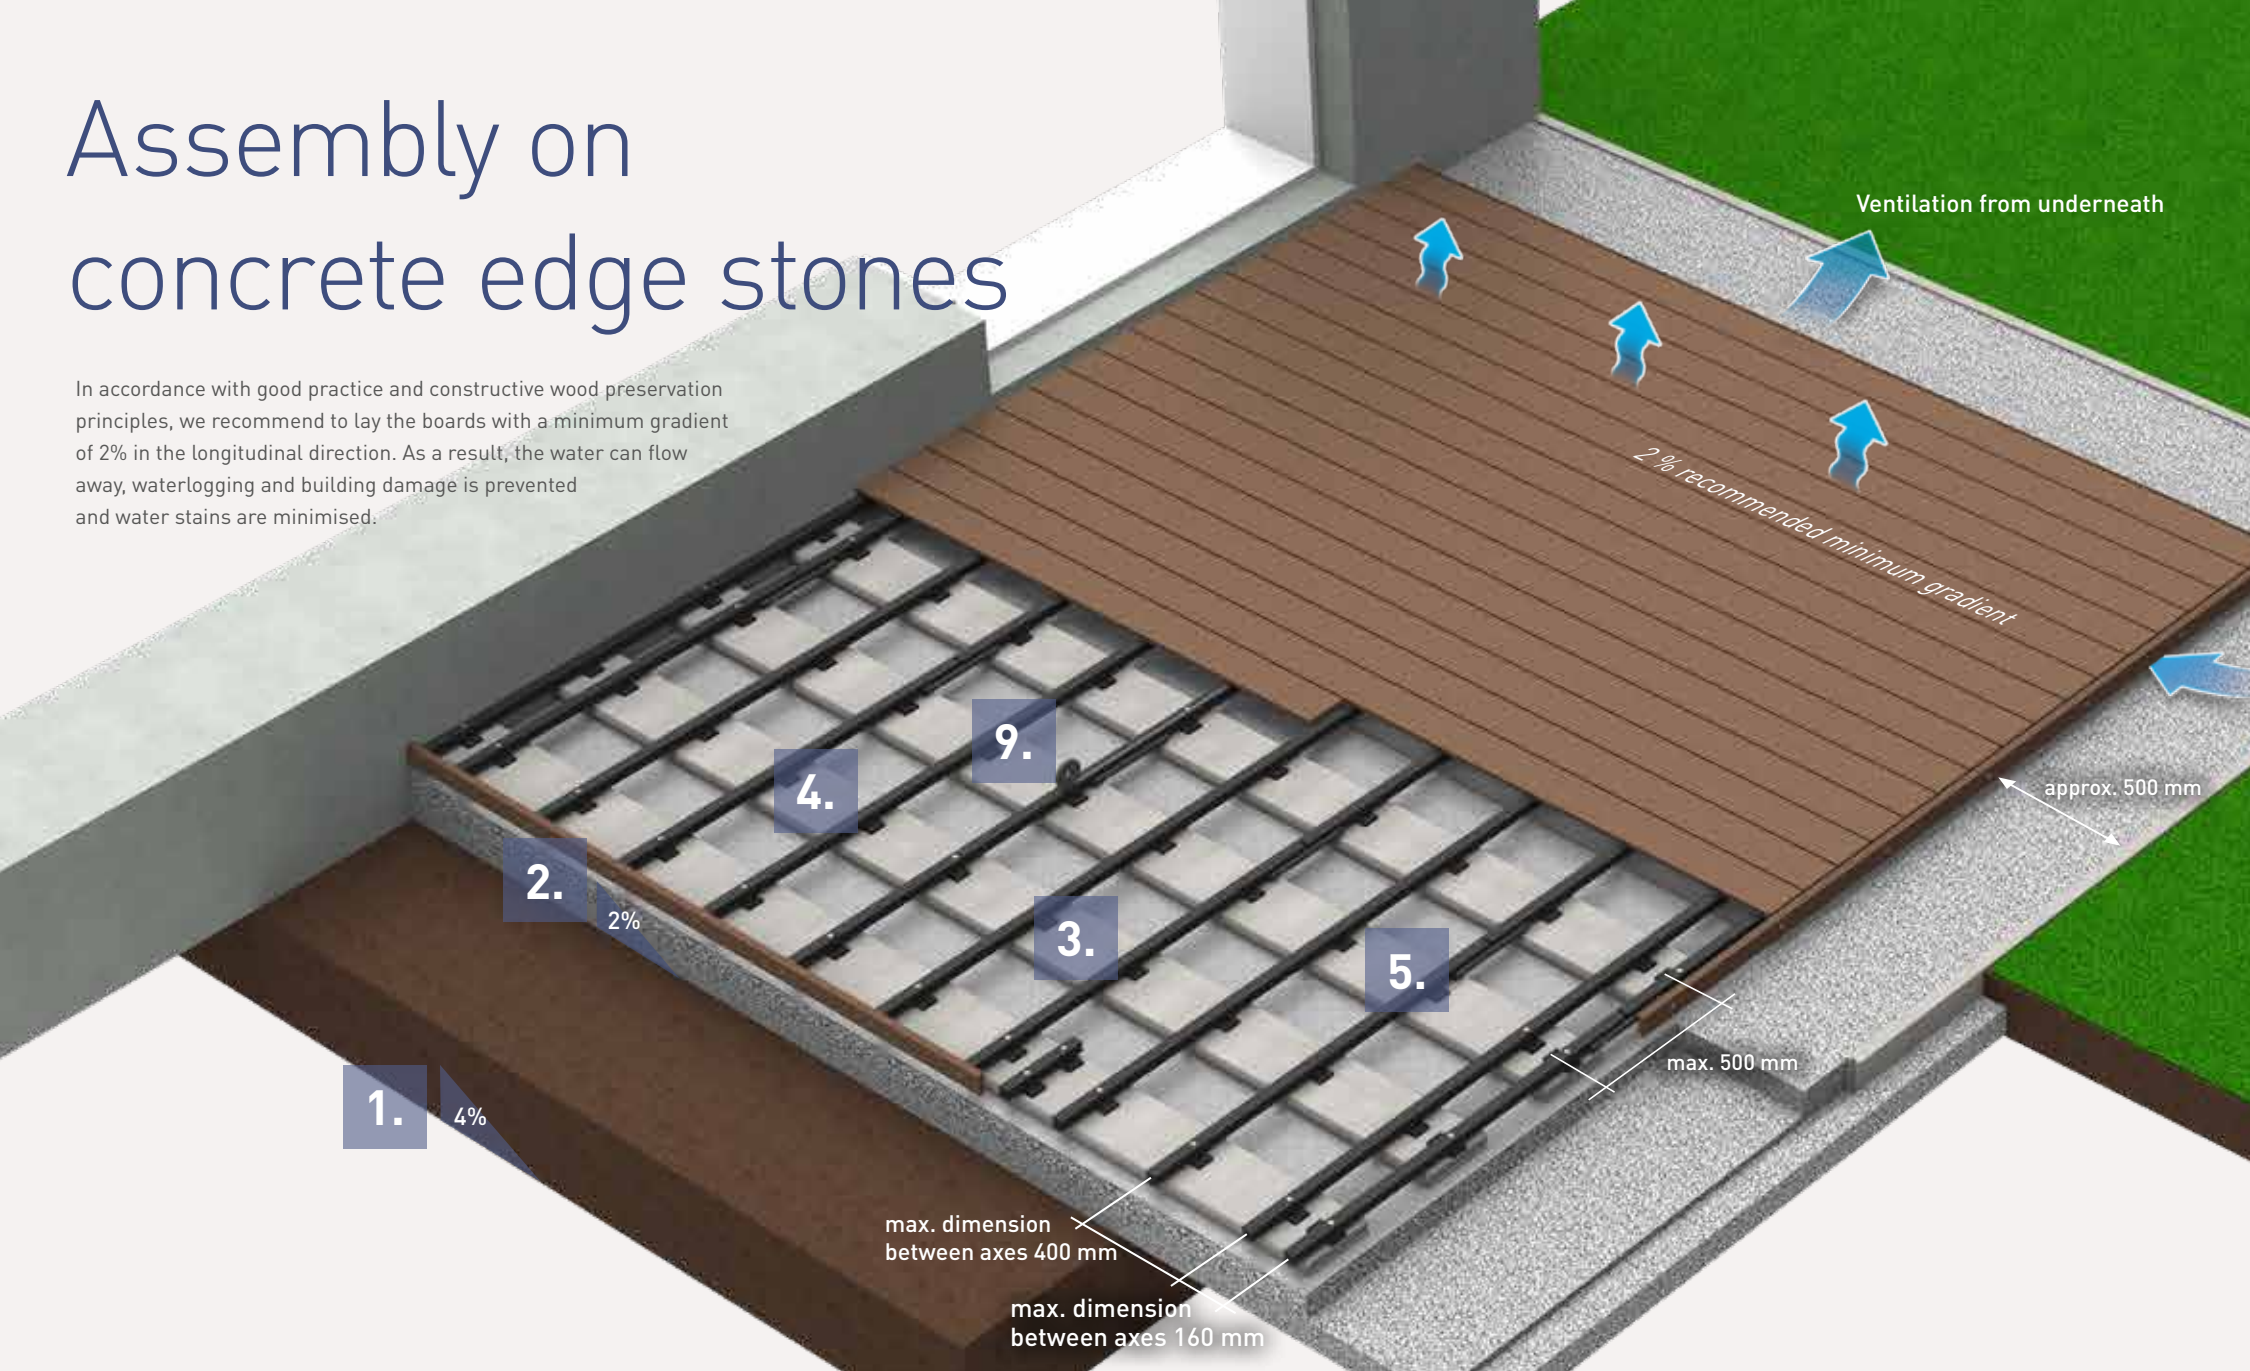 Assembly on
concrete edge stones
In accordance with good practice and constructive wood preservation
principles, we recommend to lay the boards with a minimum gradient
of 2% in the longitudinal direction. As a result, the water can flow
away, waterlogging and building damage is prevented
and water stains are minimised.
Ventilation from underneath
2 % recommended minimum gradient
approx. 500 mm
9.
4.
2.
2%
3.
5.
max. 500 mm
1.
4%
max. dimension
between axes 400 mm
max. dimension
between axes 160 mm